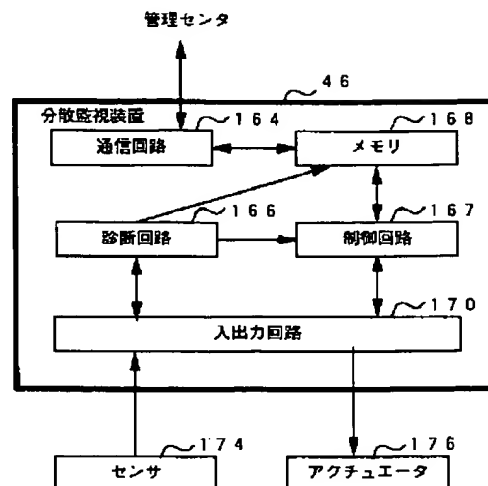 管理センタ
46
分散監視装置
164
168
通信回路
メモリ
166
167
診断回路
制御回路
170
入出力回路
174
176
センサ
アクチュエータ